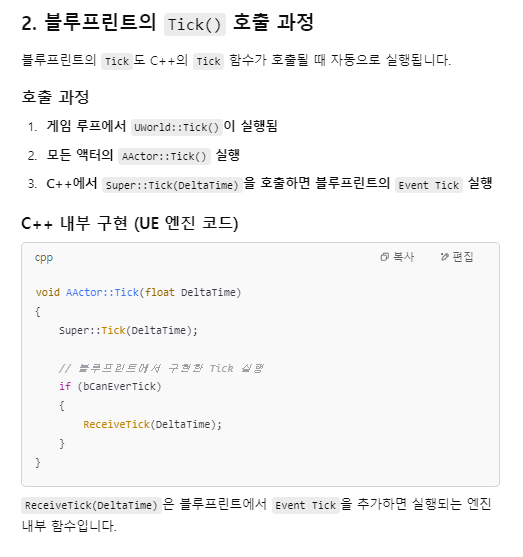 2. 블루프린트의 Tick() 호출 과정
블루프린트의 Tick도 C++의 Tick 함수가 호출될 때 자동으로 실행됩니다.
호출 과정
1. 게임 루프에서 UWorld::Tick()이 실행됨
2. 모든 액터의 AActor::Tick() 실행
3. C++에서 Super::Tick(DeltaTime)을 호출하면 블루프린트의 Event Tick 실행
C++ 내부 구현 (UE 엔진 코드)
cpp 복사 편집
void AActor::Tick(float DeltaTime)
{
    Super::Tick(DeltaTime);
    // 블루프린트에서 구현한 Tick 실행
    if (bCanEverTick)
    {
        ReceiveTick(DeltaTime);
    }
}
ReceiveTick(DeltaTime)은 블루프린트에서 Event Tick을 추가하면 실행되는 엔진
내부 함수입니다.